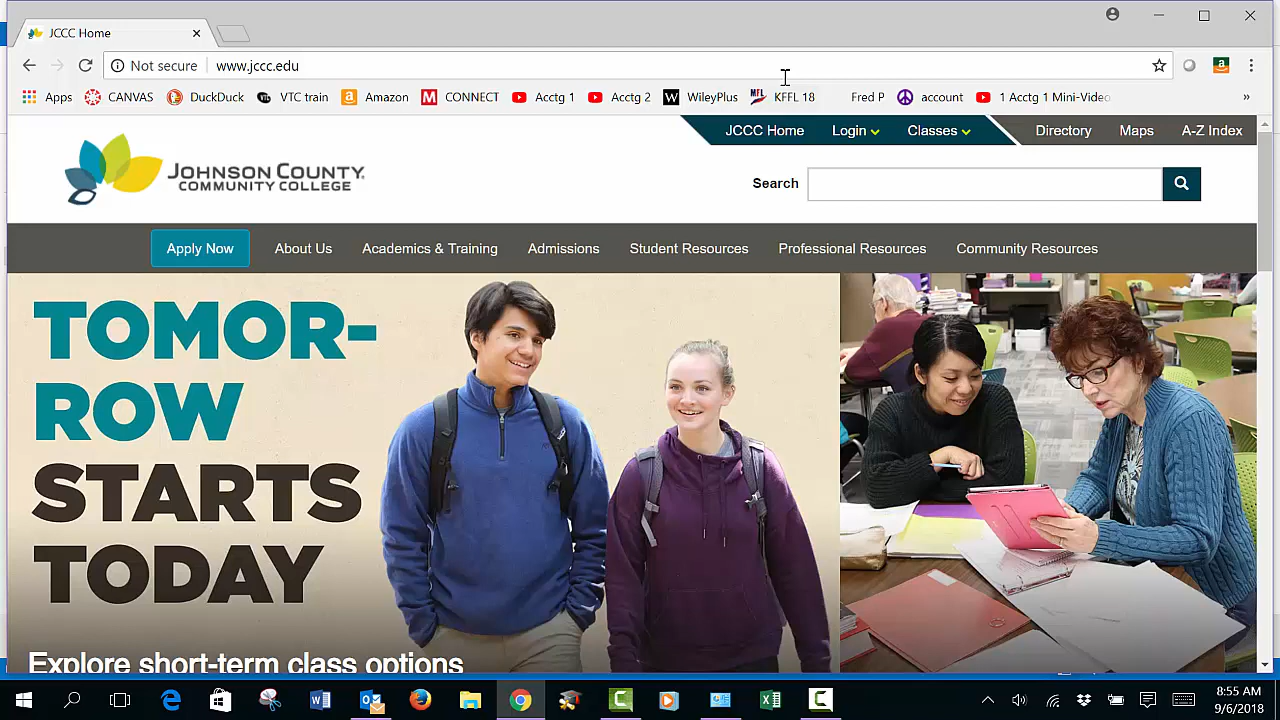 JCCC Home
Not secure www.jccc.edu
Apps CANVAS DuckDuck VTC train Amazon CONNECT Acctg 1 Acctg 2 WileyPlus KFFL 18 Fred P account 1 Acctg 1 Mini-Video »
JCCC Home Login Classes Directory Maps A-Z Index
JOHNSON COUNTY
COMMUNITY COLLEGE
Search
Apply Now About Us Academics & Training Admissions Student Resources Professional Resources Community Resources
TOMOR-
ROW
STARTS
TODAY
Explore short-term class options
8:55 AM
9/6/2018